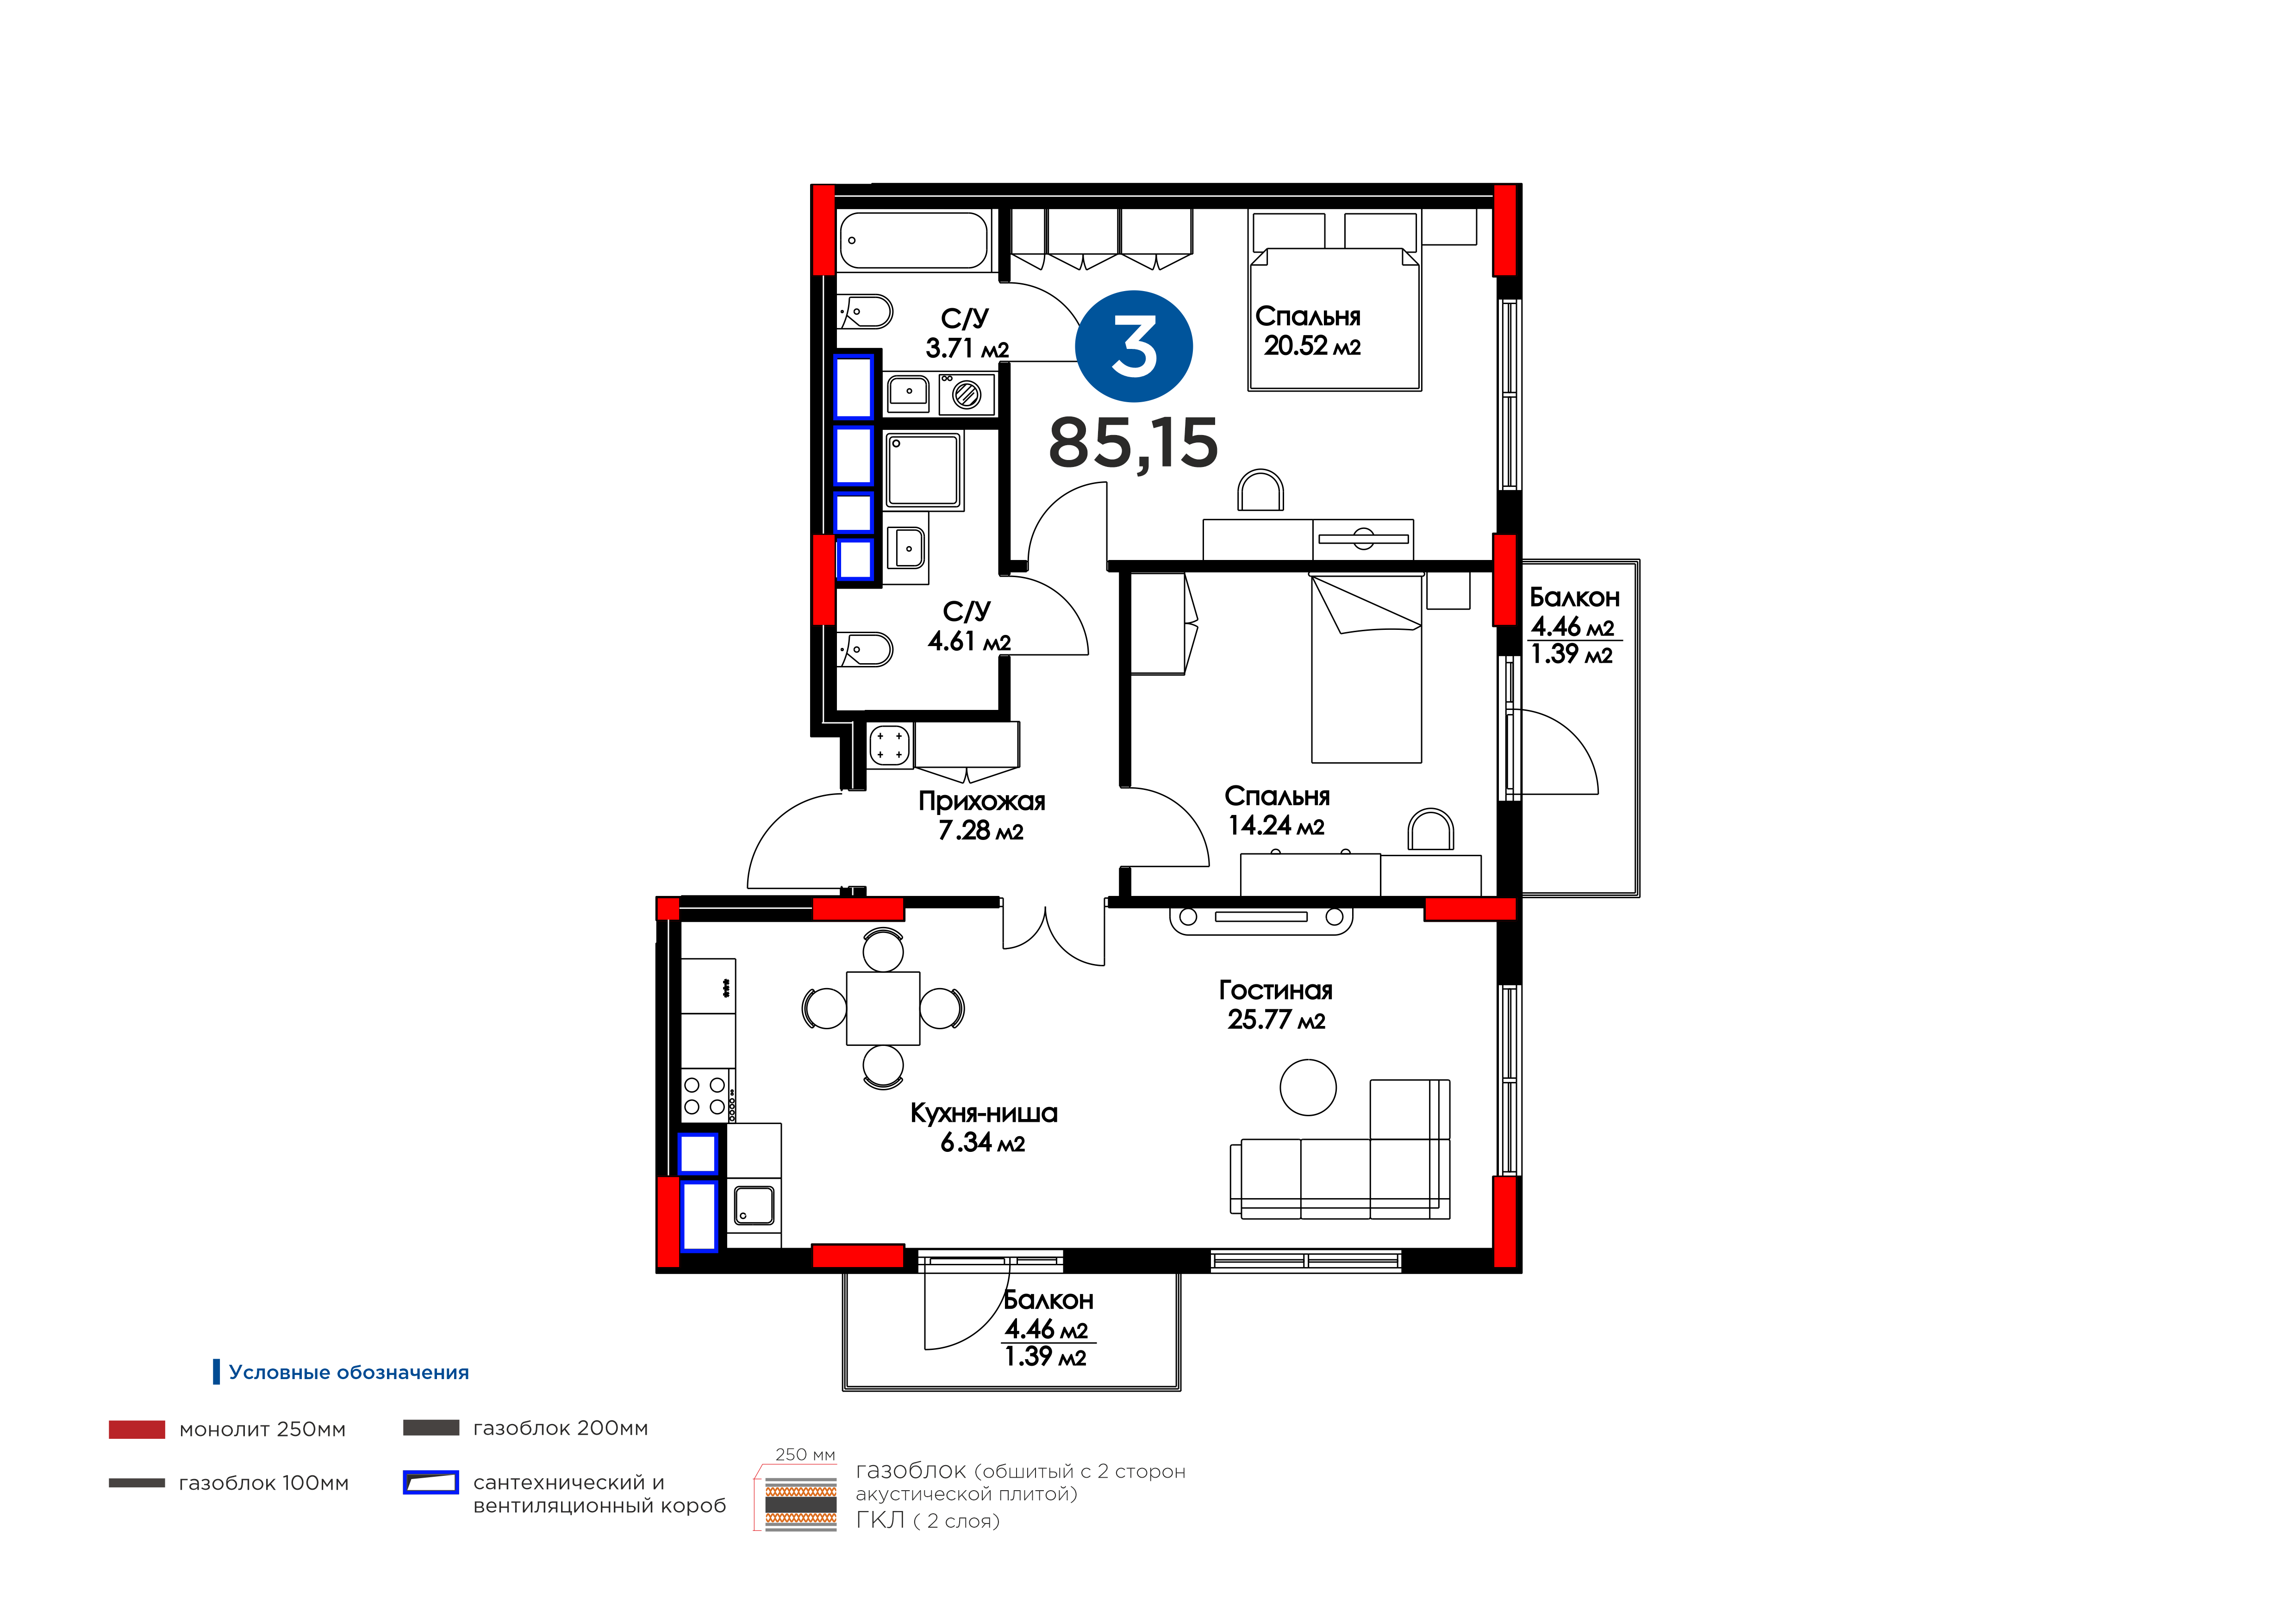 С/У
3.71 м2
3
85,15
Спальня
20.52 м2
С/У
4.61 м2
Балкон
4.46 м2
1.39 м2
Прихожая
7.28 м2
Спальня
14.24 м2
Гостиная
25.77 м2
Кухня-ниша
6.34 м2
Балкон
4.46 м2
1.39 м2
Условные обозначения
монолит 250мм
газоблок 200мм
газоблок 100мм
сантехнический и
вентиляционный короб
250 мм
газоблок (обшитый с 2 сторон
акустической плитой)
ГКЛ ( 2 слоя)